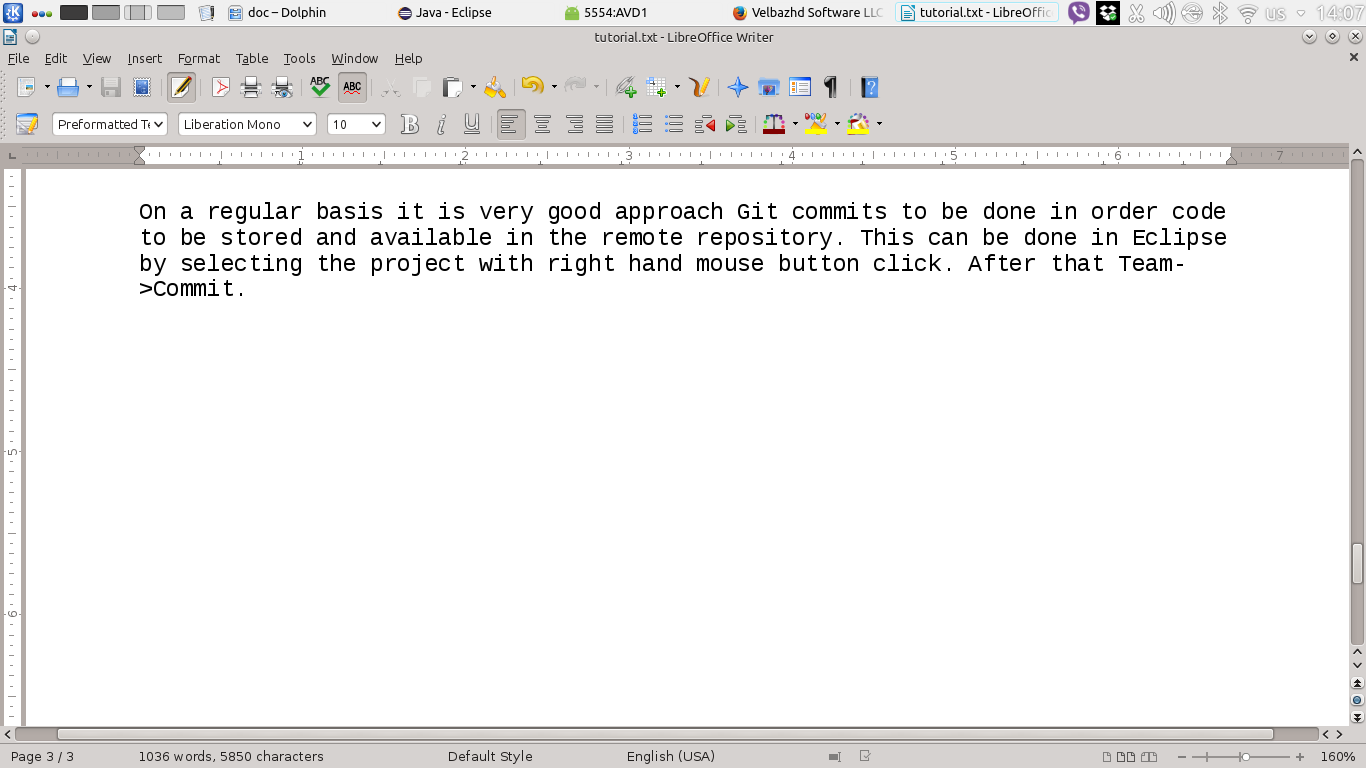 doc – Dolphin Java - Eclipse 5554:AVD1 Velbazhd Software LLC tutorial.txt - LibreOffic us 14:07
tutorial.txt - LibreOffice Writer
File Edit View Insert Format Table Tools Window Help
ABC ABC
Preformatted Te Liberation Mono 10 B i U
1 2 3 4 5 6 7
On a regular basis it is very good approach Git commits to be done in order code
to be stored and available in the remote repository. This can be done in Eclipse
by selecting the project with right hand mouse button click. After that Team-
>Commit.
4
5
6
Page 3 / 3 1036 words, 5850 characters Default Style English (USA) 160%